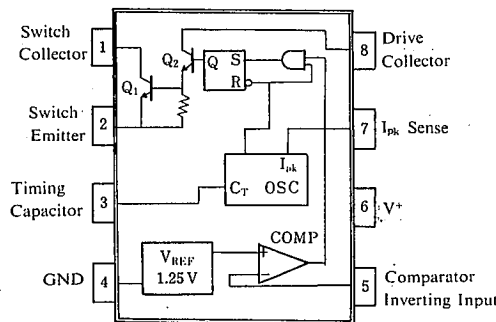 Switch
Collector
1
Q₂
Q S
R
8
Drive
Collector
Q₁
Switch
Emitter
2
7
Ipk Sense
Timing
Capacitor
3
Ipk
CT OSC
6
V⁺
COMP
GND
4
VREF
1.25 V
+
−
5
Comparator
Inverting Input